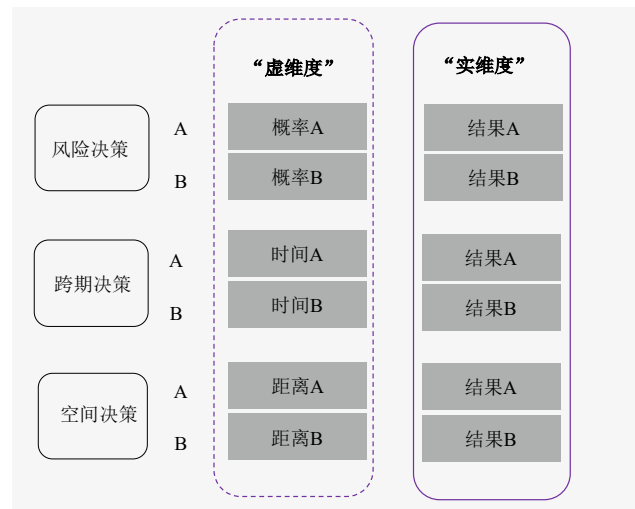 “虚维度” “实维度”
风险决策
A 概率A 结果A
B 概率B 结果B
跨期决策
A 时间A 结果A
B 时间B 结果B
空间决策
A 距离A 结果A
B 距离B 结果B